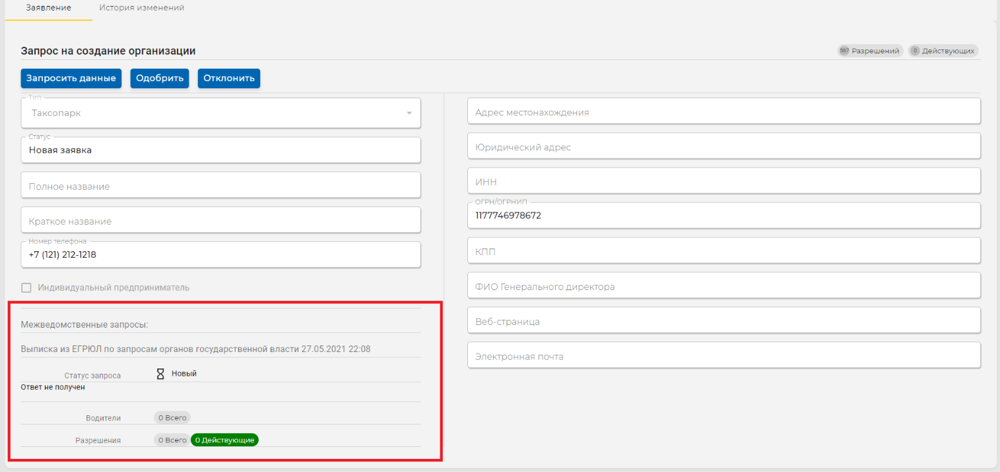 Заявление
История изменений
Запрос на создание организации
567 Разрешений
0 Действующих
Запросить данные
Одобрить
Отклонить
Тип
Таксопарк
Статус
Новая заявка
Полное название
Краткое название
Номер телефона
+7 (121) 212-1218
Индивидуальный предприниматель
Межведомственные запросы:
Выписка из ЕГРЮЛ по запросам органов государственной власти 27.05.2021 22:08
Статус запроса
Новый
Ответ не получен
Водители
0 Всего
Разрешения
0 Всего
0 Действующие
Адрес местонахождения
Юридический адрес
ИНН
ОГРН/ОГРНИП
1177746978672
КПП
ФИО Генерального директора
Веб-страница
Электронная почта